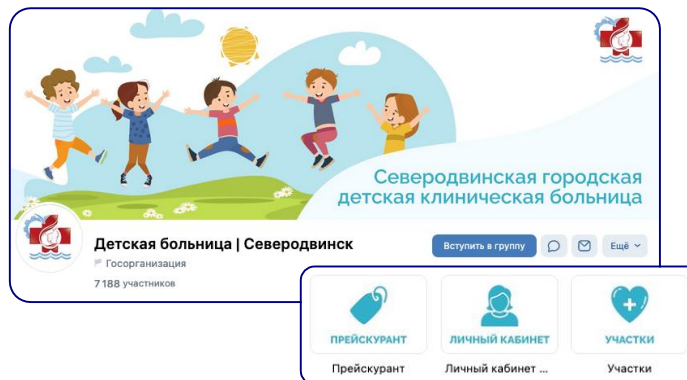 Северодвинская городская
детская клиническая больница
Детская больница | Северодвинск
Госорганизация
7 188 участников
Вступить в группу
Ещё
ПРЕЙСКУРАНТ
ЛИЧНЫЙ КАБИНЕТ
УЧАСТКИ
Прейскурант
Личный кабинет ...
Участки